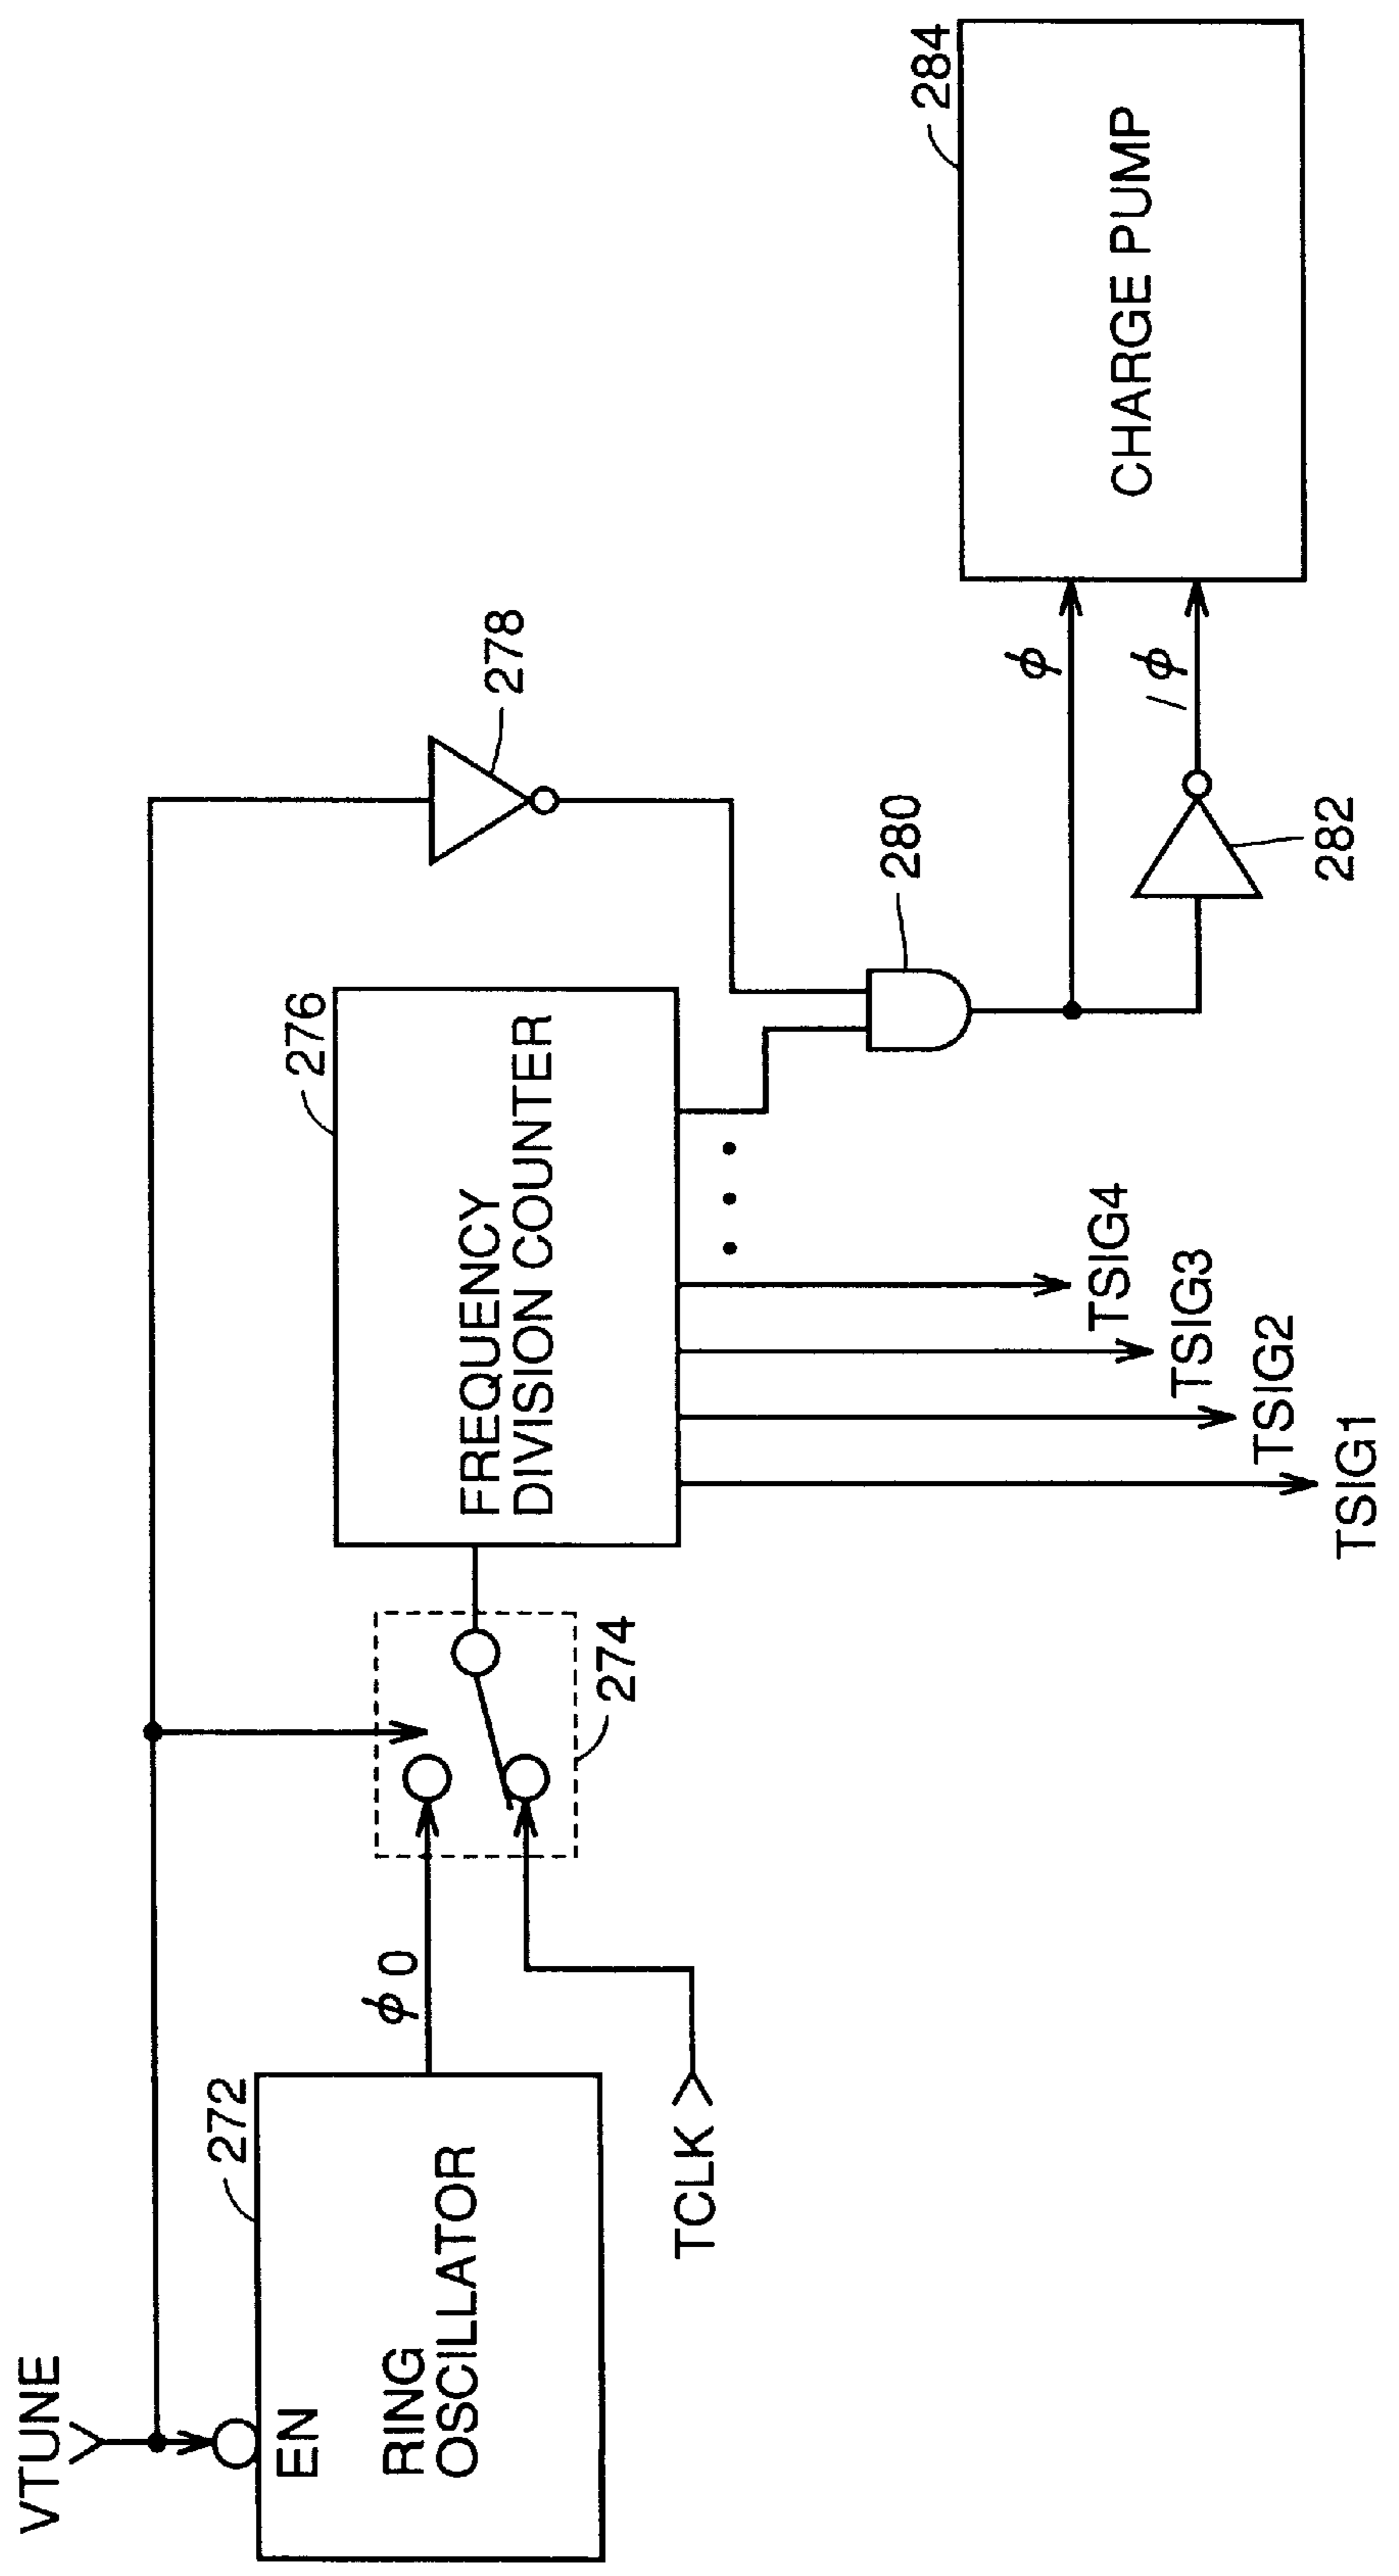 VTUNE
272
EN
RING
OSCILLATOR
φ0
TCLK
274
276
FREQUENCY
DIVISION COUNTER
TSIG1
TSIG2
TSIG3
TSIG4
278
280
282
φ
/φ
284
CHARGE PUMP